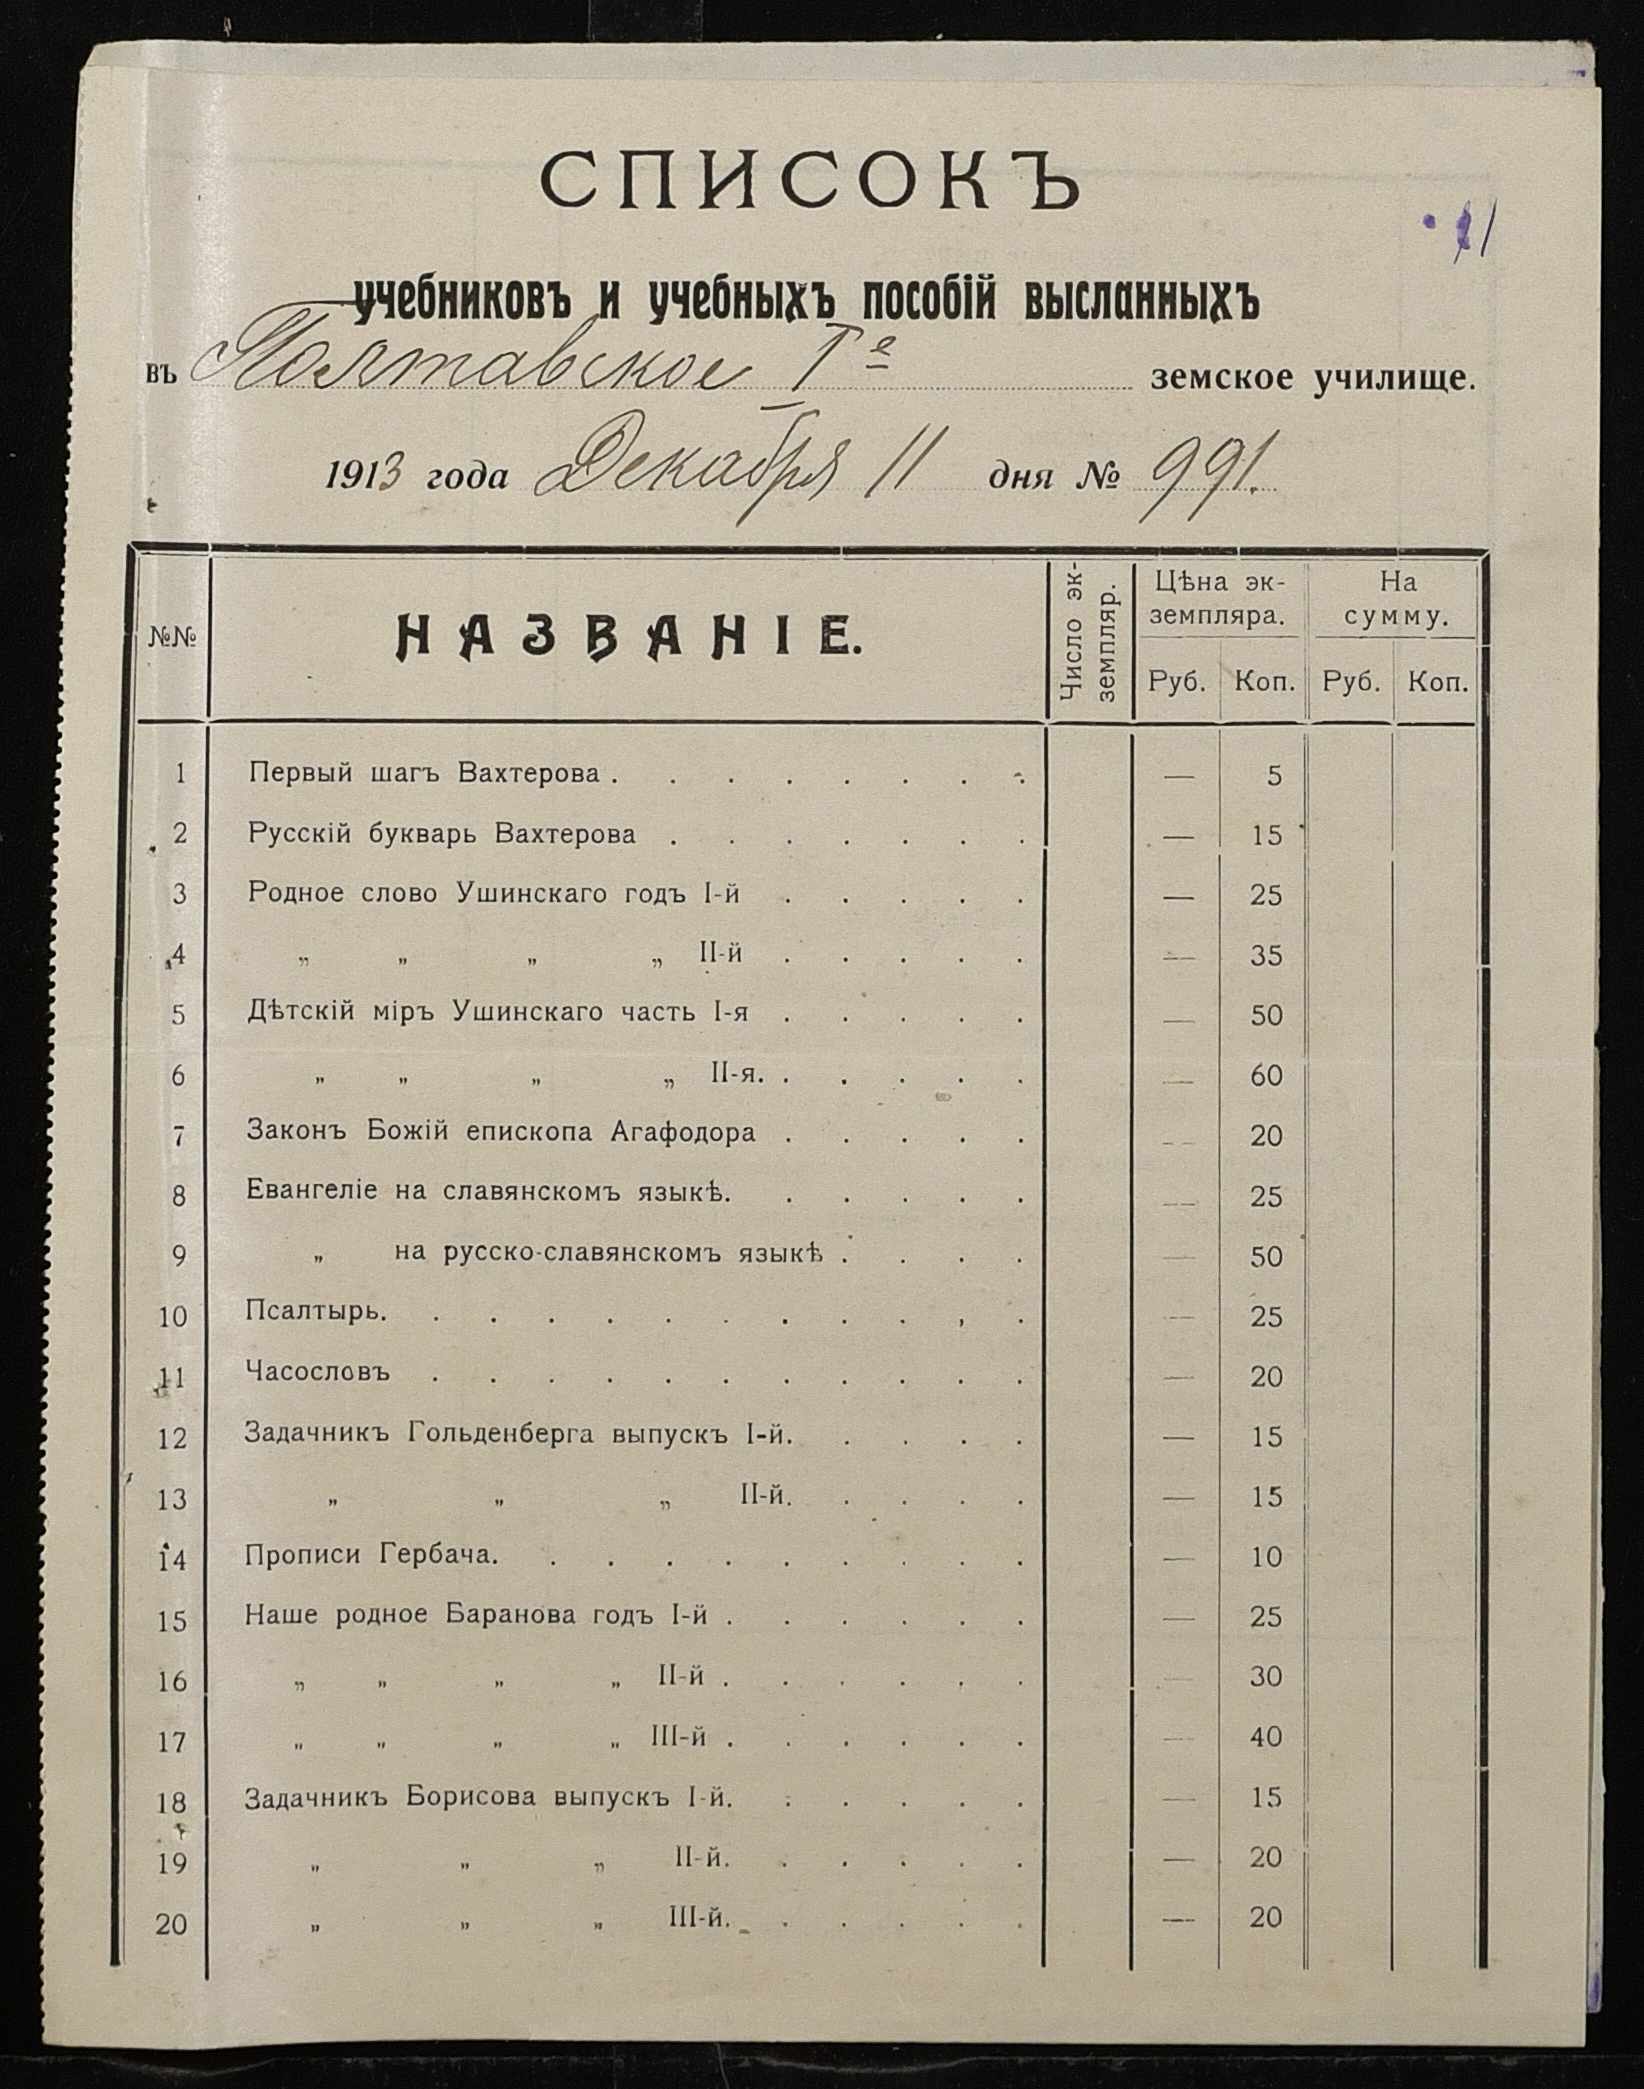 СПИСОКЪ
учебниковъ и учебныхъ пособій высланныхъ
въ Полтавское Iе земское училище.
1913 года Декабря 11 дня № 991.
№№ НАЗВАНІЕ. Число эк-земпляр. Цѣна эк-земпляра. На сумму.
Руб. Коп. Руб. Коп.
1 Первый шагъ Вахтерова . . . . . . . . — 5
2 Русскій букварь Вахтерова . . . . . . . — 15
3 Родное слово Ушинскаго годъ I-й . . . . . — 25
4 „ „ „ „ II-й . . . . . — 35
5 Дѣтскій міръ Ушинскаго часть I-я . . . . . — 50
6 „ „ „ „ II-я. . . . . . — 60
7 Законъ Божій епископа Агафодора . . . . . — 20
8 Евангеліе на славянскомъ языкѣ. . . . . . — 25
9 „ на русско-славянскомъ языкѣ . . . . — 50
10 Псалтырь. . . . . . . . . . . . — 25
11 Часословъ . . . . . . . . . . . — 20
12 Задачникъ Гольденберга выпускъ I-й. . . . . — 15
13 „ „ „ II-й. . . . . — 15
14 Прописи Гербача. . . . . . . . . . — 10
15 Наше родное Баранова годъ I-й . . . . . . — 25
16 „ „ „ „ II-й . . . . . . — 30
17 „ „ „ „ III-й . . . . . . — 40
18 Задачникъ Борисова выпускъ I-й. . . . . . — 15
19 „ „ „ II-й. . . . . . — 20
20 „ „ „ III-й. . . . . . — 20